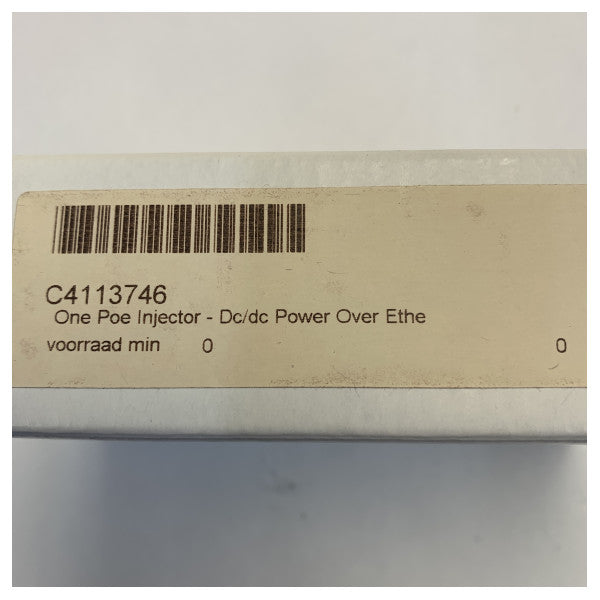 C4113746
One Poe Injector - Dc/dc Power Over Ethe
voorraad min 0 0